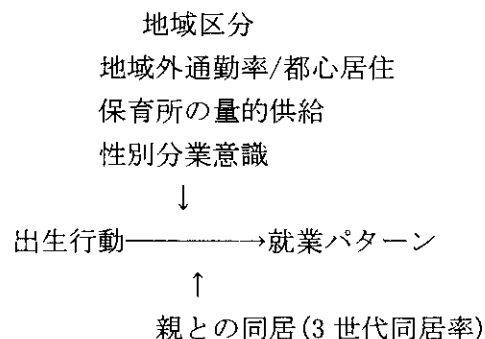 地域区分
地域外通勤率/都心居住
保育所の量的供給
性別分業意識
↓
出生行動————→就業パターン
↑
親との同居(3世代同居率)